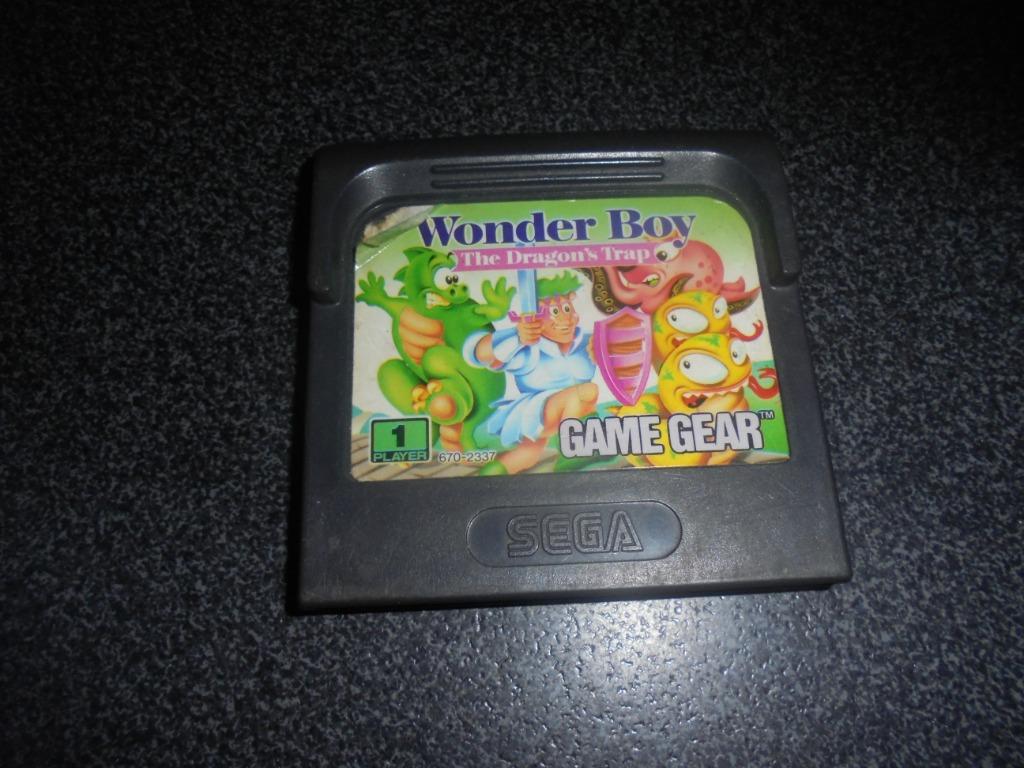 Wonder Boy
The Dragon's Trap
1
PLAYER
670-2337
GAME GEAR™
SEGA